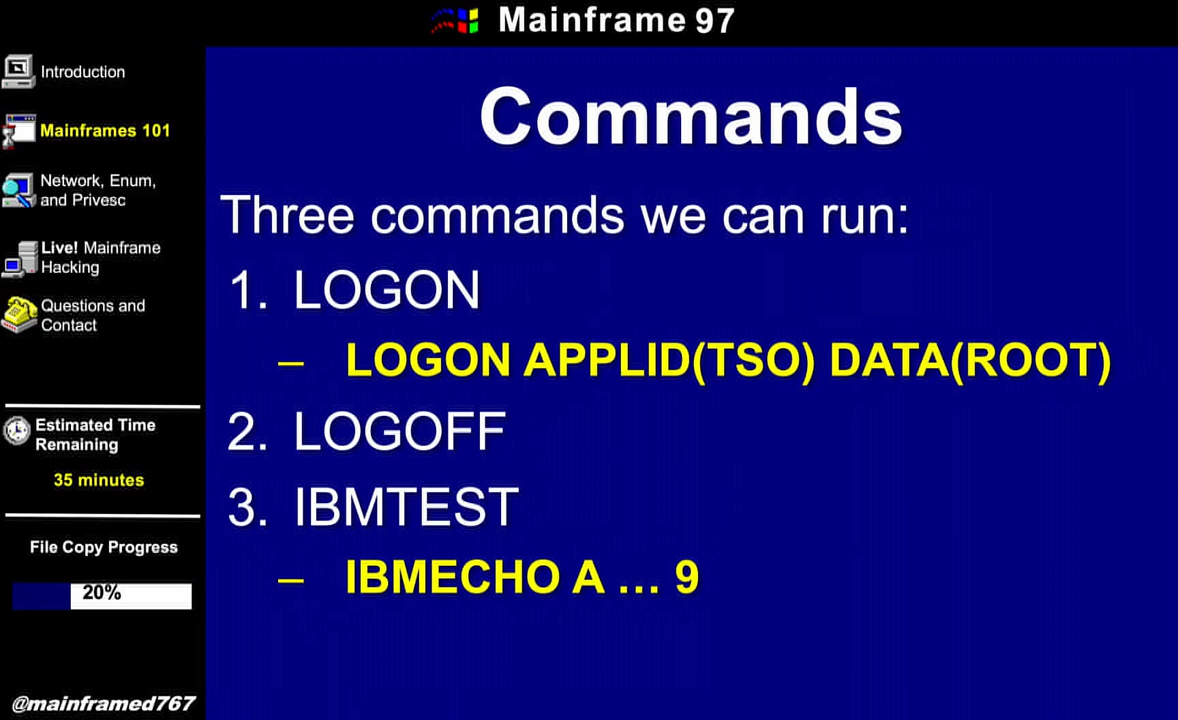 Mainframe 97
Introduction
Mainframes 101
Network, Enum,
and Privesc
Live! Mainframe
Hacking
Questions and
Contact
Estimated Time
Remaining
35 minutes
File Copy Progress
20%
@mainframed767
Commands
Three commands we can run:
1. LOGON
– LOGON APPLID(TSO) DATA(ROOT)
2. LOGOFF
3. IBMTEST
– IBMECHO A … 9